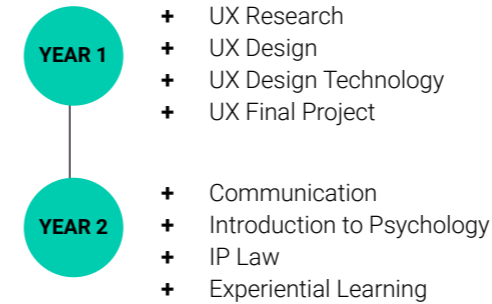 YEAR 1
+ UX Research
+ UX Design
+ UX Design Technology
+ UX Final Project
YEAR 2
+ Communication
+ Introduction to Psychology
+ IP Law
+ Experiential Learning